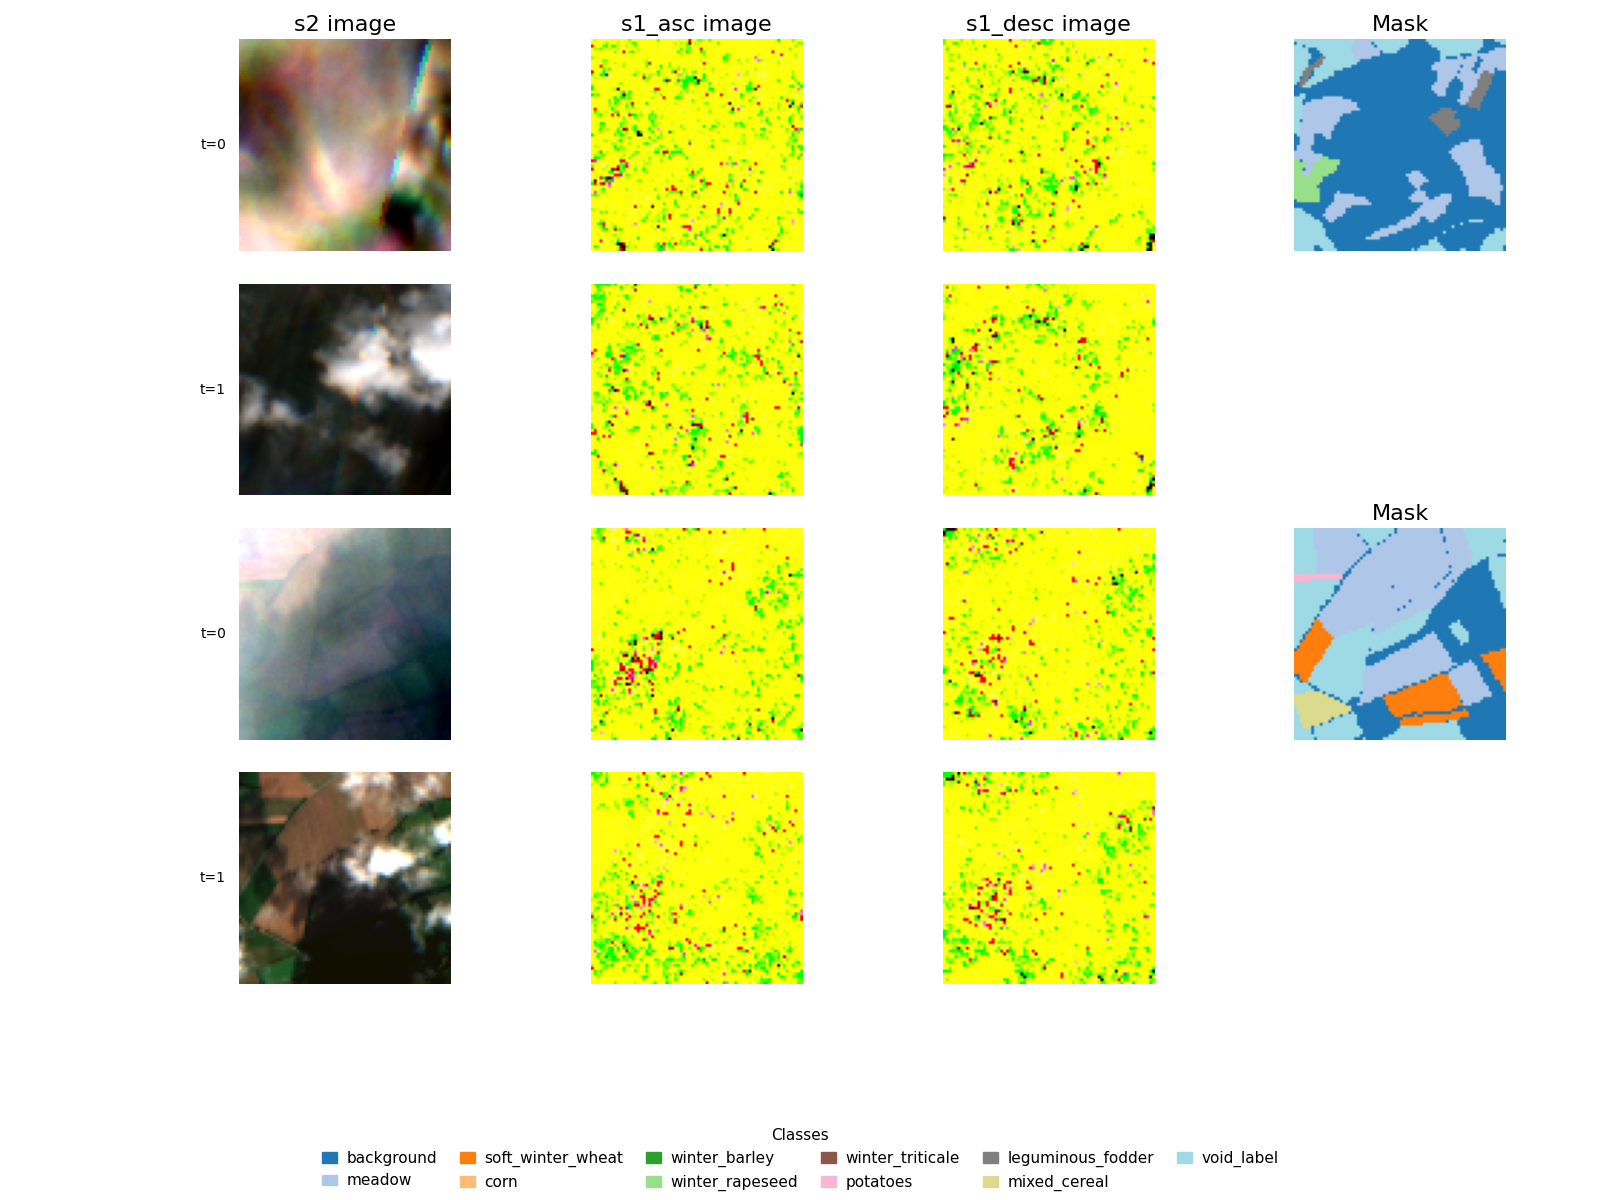 s2 image s1_asc image s1_desc image Mask
t=0
t=1
Mask
t=0
t=1
Classes
background soft_winter_wheat winter_barley winter_triticale leguminous_fodder void_label
meadow corn winter_rapeseed potatoes mixed_cereal